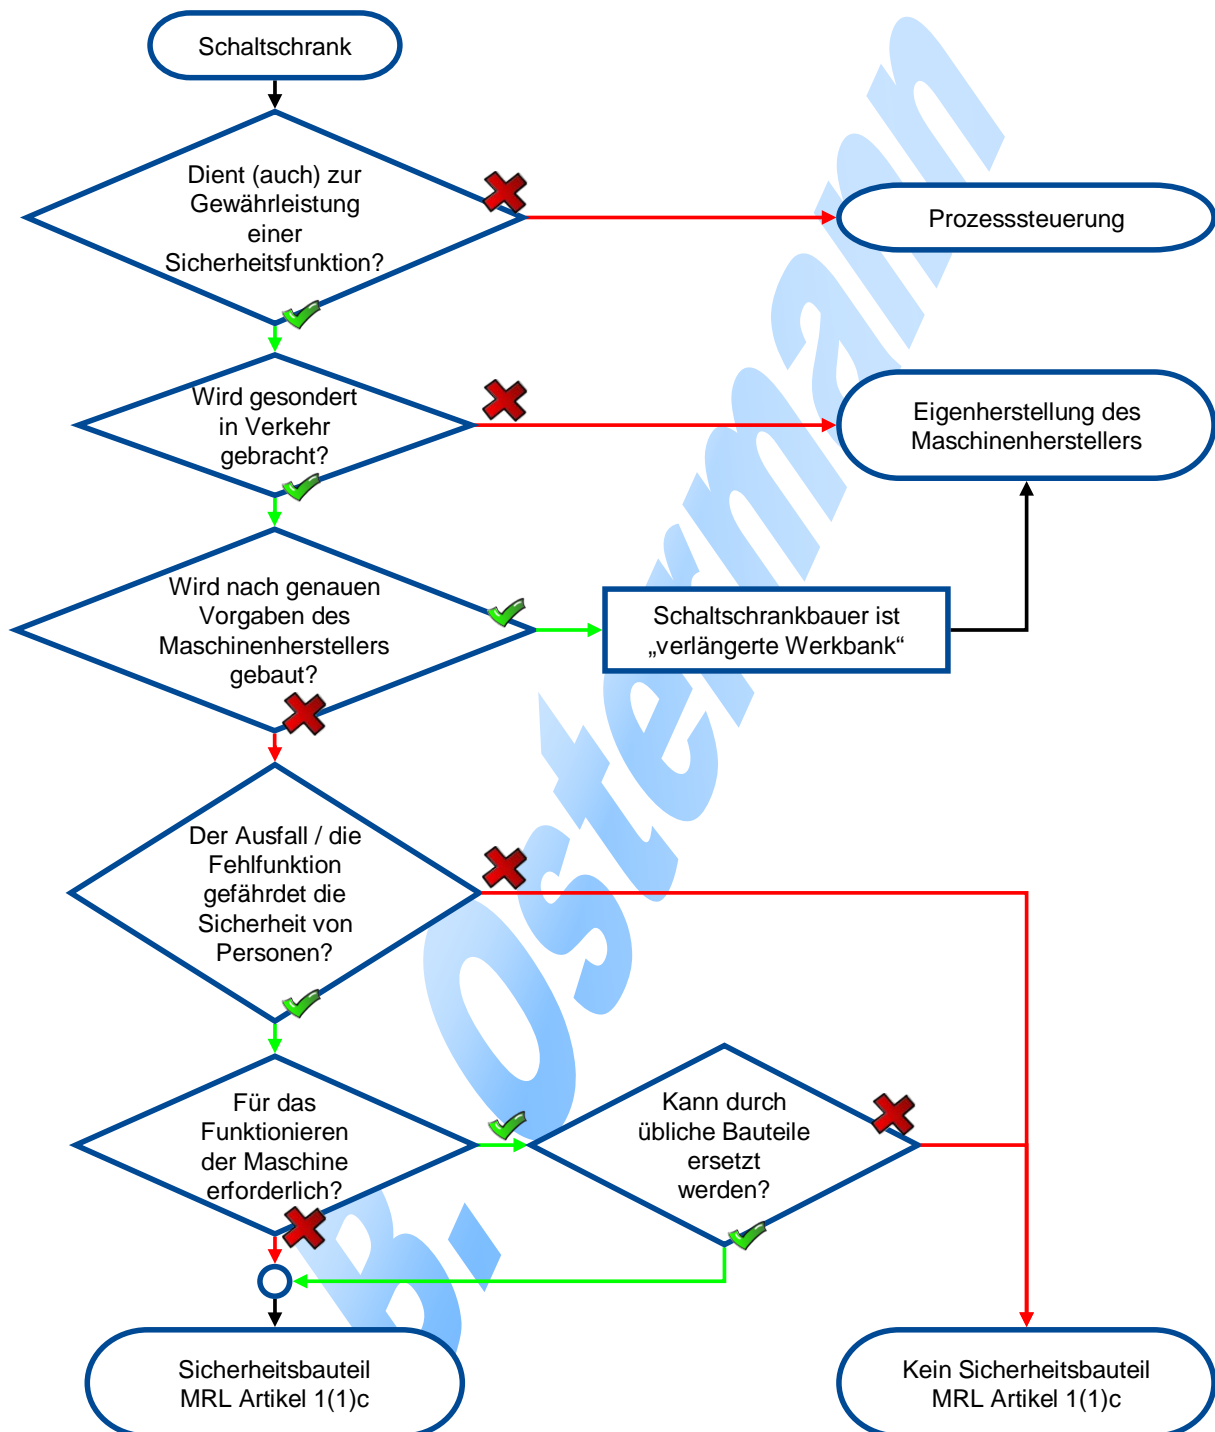 Schaltschrank
Dient (auch) zur
Gewährleistung
einer
Sicherheitsfunktion?
Prozesssteuerung
Wird gesondert
in Verkehr
gebracht?
Eigenherstellung des
Maschinenherstellers
Wird nach genauen
Vorgaben des
Maschinenherstellers
gebaut?
Schaltschrankbauer ist
„verlängerte Werkbank“
Der Ausfall / die
Fehlfunktion
gefährdet die
Sicherheit von
Personen?
Für das
Funktionieren
der Maschine
erforderlich?
Kann durch
übliche Bauteile
ersetzt
werden?
Sicherheitsbauteil
MRL Artikel 1(1)c
Kein Sicherheitsbauteil
MRL Artikel 1(1)c
B. Ostermann